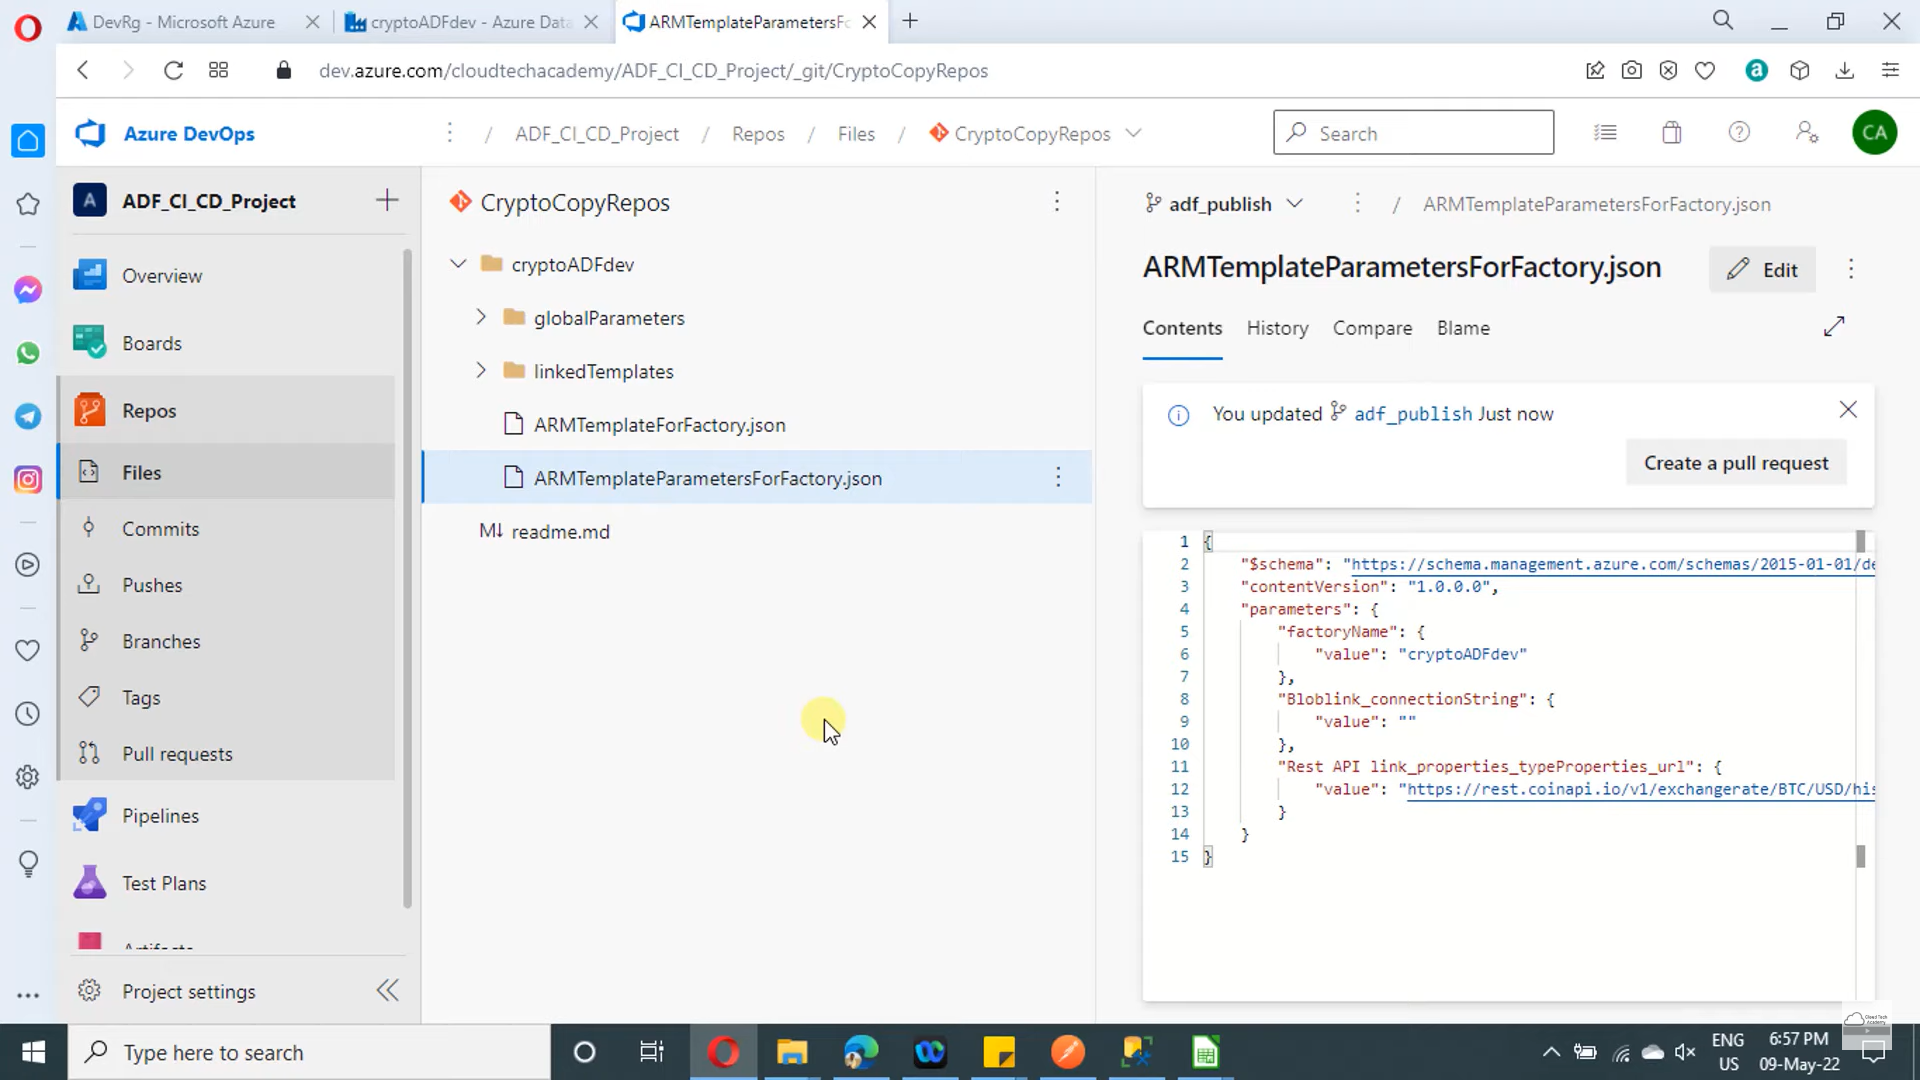 DevRg - Microsoft Azure
cryptoADFdev - Azure Data
ARMTemplateParametersFo
dev.azure.com/cloudtechacademy/ADF_CI_CD_Project/_git/CryptoCopyRepos
a
Azure DevOps
/ ADF_CI_CD_Project / Repos / Files / CryptoCopyRepos
Search
CA
A ADF_CI_CD_Project
Overview
Boards
Repos
Files
Commits
Pushes
Branches
Tags
Pull requests
Pipelines
Test Plans
Artifacts
Project settings
CryptoCopyRepos
cryptoADFdev
globalParameters
linkedTemplates
ARMTemplateForFactory.json
ARMTemplateParametersForFactory.json
M↓ readme.md
adf_publish / ARMTemplateParametersForFactory.json
ARMTemplateParametersForFactory.json
Edit
Contents History Compare Blame
You updated adf_publish Just now
Create a pull request
1 {
2 "$schema": "https://schema.management.azure.com/schemas/2015-01-01/de
3 "contentVersion": "1.0.0.0",
4 "parameters": {
5 "factoryName": {
6 "value": "cryptoADFdev"
7 },
8 "Bloblink_connectionString": {
9 "value": ""
10 },
11 "Rest API link_properties_typeProperties_url": {
12 "value": "https://rest.coinapi.io/v1/exchangerate/BTC/USD/his
13 }
14 }
15 }
Cloud Tech
Academy
Type here to search
ENG
US
6:57 PM
09-May-22